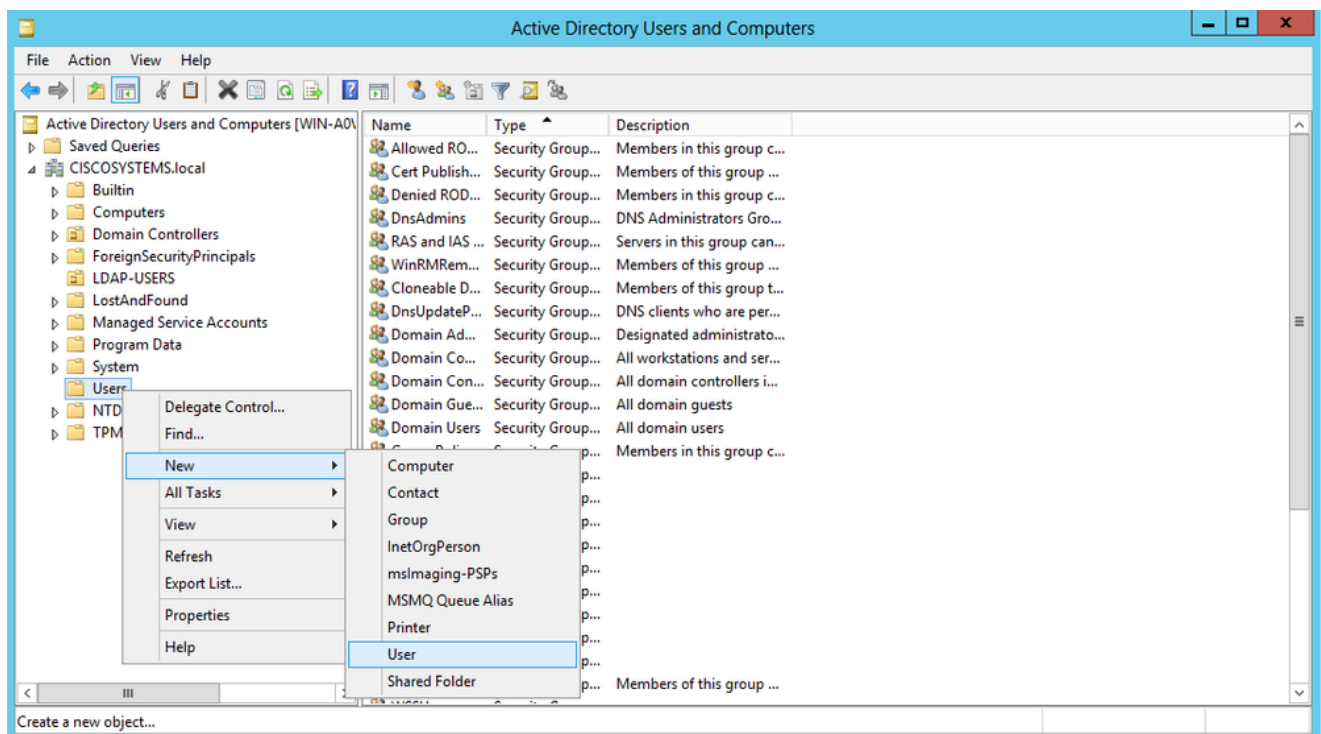 Active Directory Users and Computers
File Action View Help
Active Directory Users and Computers [WIN-A0\
Saved Queries
CISCOSYSTEMS.local
Builtin
Computers
Domain Controllers
ForeignSecurityPrincipals
LDAP-USERS
LostAndFound
Managed Service Accounts
Program Data
System
Users
NTD
TPM
Delegate Control...
Find...
New
All Tasks
View
Refresh
Export List...
Properties
Help
Computer
Contact
Group
InetOrgPerson
msImaging-PSPs
MSMQ Queue Alias
Printer
User
Shared Folder
Name Type Description
Allowed RO... Security Group... Members in this group c...
Cert Publish... Security Group... Members of this group ...
Denied ROD... Security Group... Members in this group c...
DnsAdmins Security Group... DNS Administrators Gro...
RAS and IAS ... Security Group... Servers in this group can...
WinRMRem... Security Group... Members of this group ...
Cloneable D... Security Group... Members of this group t...
DnsUpdateP... Security Group... DNS clients who are per...
Domain Ad... Security Group... Designated administrato...
Domain Co... Security Group... All workstations and ser...
Domain Con... Security Group... All domain controllers i...
Domain Gue... Security Group... All domain guests
Domain Users Security Group... All domain users
p... Members in this group c...
p...
p...
p...
p...
p...
p...
p...
p...
p...
p... Members of this group ...
Create a new object...